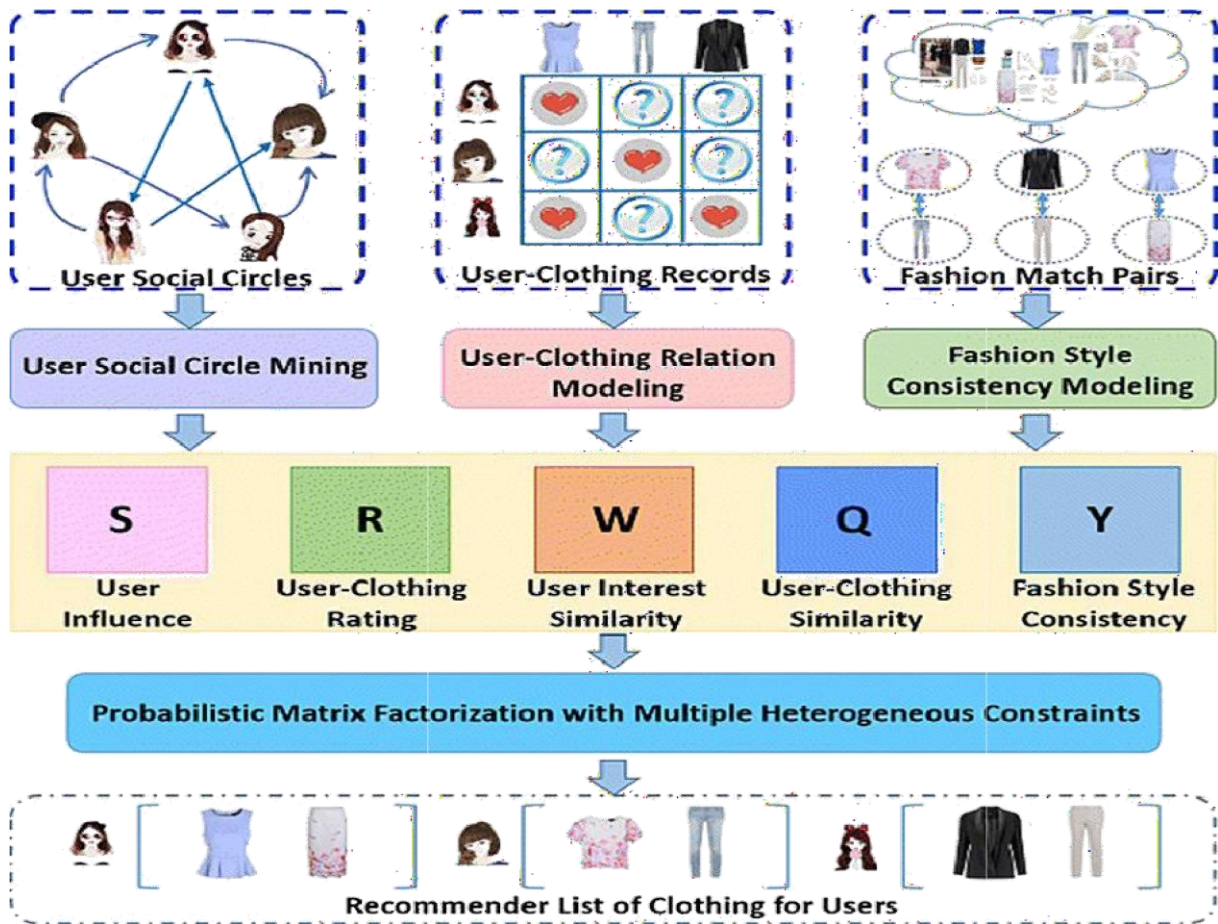 User Social Circles
User-Clothing Records
Fashion Match Pairs
User Social Circle Mining
User-Clothing Relation
Modeling
Fashion Style
Consistency Modeling
S
R
W
Q
Y
User
Influence
User-Clothing
Rating
User Interest
Similarity
User-Clothing
Similarity
Fashion Style
Consistency
Probabilistic Matrix Factorization with Multiple Heterogeneous Constraints
Recommender List of Clothing for Users